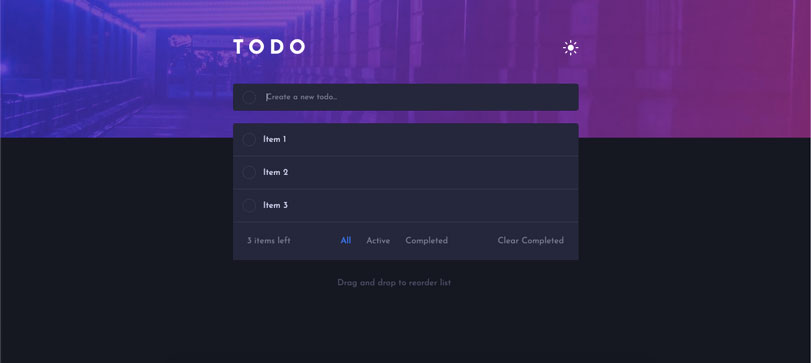 TODO
Create a new todo...
Item 1
Item 2
Item 3
3 items left All Active Completed Clear Completed
Drag and drop to reorder list